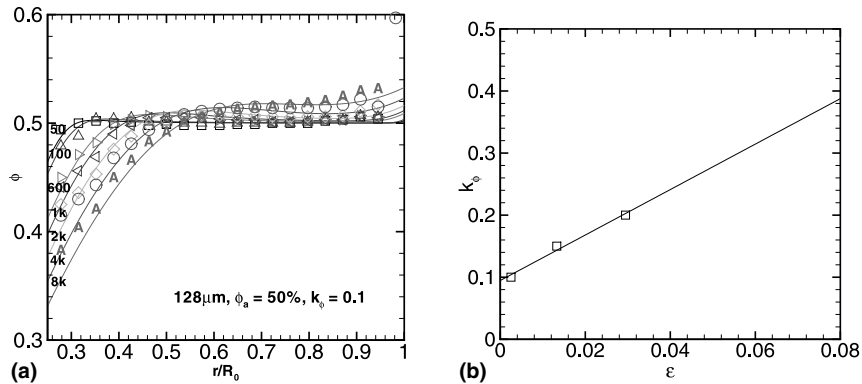 0.6
0.5
0.4
0.3
ϕ
50
100
600
1k
2k
4k
8k
A A A A A A A A A A A A A A A A A A A
128μm, ϕa = 50%, kϕ = 0.1
0.3 0.4 0.5 0.6 0.7 0.8 0.9 1
r/R0
(a)
0.5
0.4
0.3
0.2
0.1
0
kϕ
0 0.02 0.04 0.06 0.08
ε
(b)